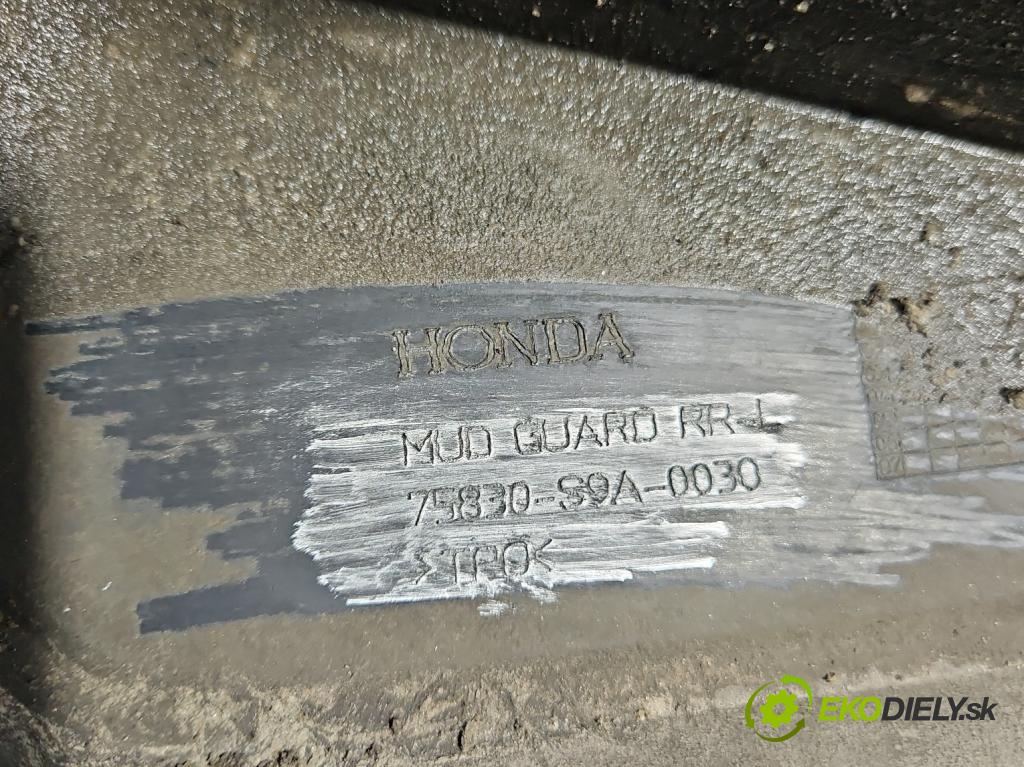 HONDA
MUD GUARD RR-L
75830-S9A-0030
>TPO<
EKODIELY.sk